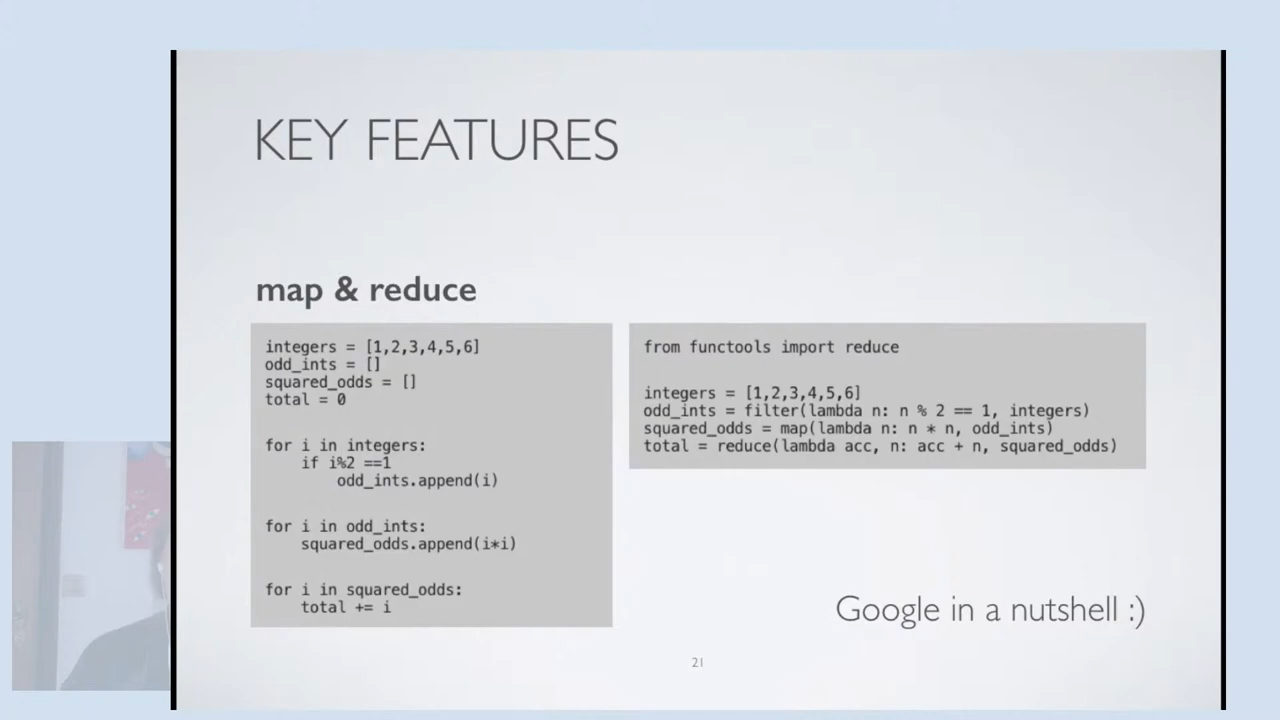 KEY FEATURES
map & reduce
integers = [1,2,3,4,5,6]
odd_ints = []
squared_odds = []
total = 0
for i in integers:
    if i%2 ==1
        odd_ints.append(i)
for i in odd_ints:
    squared_odds.append(i*i)
for i in squared_odds:
    total += i
from functools import reduce
integers = [1,2,3,4,5,6]
odd_ints = filter(lambda n: n % 2 == 1, integers)
squared_odds = map(lambda n: n * n, odd_ints)
total = reduce(lambda acc, n: acc + n, squared_odds)
Google in a nutshell :)
21